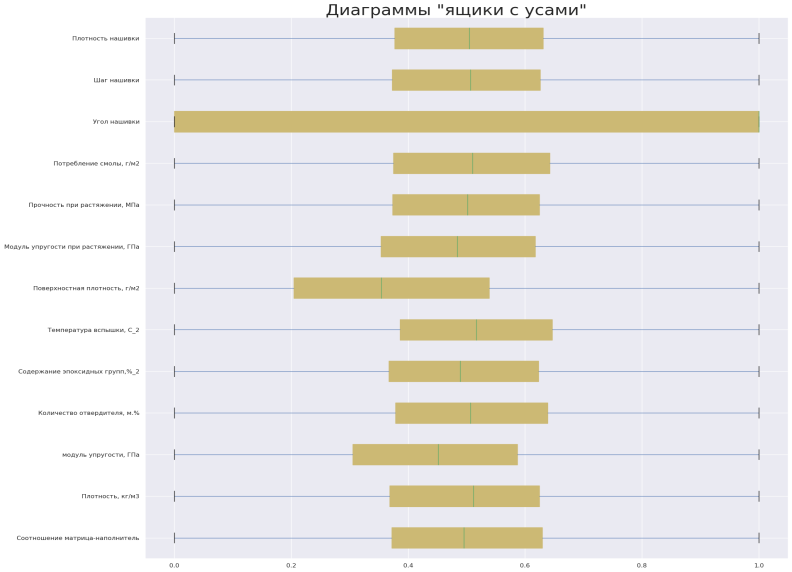 Диаграммы "ящики с усами"
Плотность нашивки
Шаг нашивки
Угол нашивки
Потребление смолы, г/м2
Прочность при растяжении, МПа
Модуль упругости при растяжении, ГПа
Поверхностная плотность, г/м2
Температура вспышки, С_2
Содержание эпоксидных групп,%_2
Количество отвердителя, м.%
модуль упругости, ГПа
Плотность, кг/м3
Соотношение матрица-наполнитель
0.0 0.2 0.4 0.6 0.8 1.0